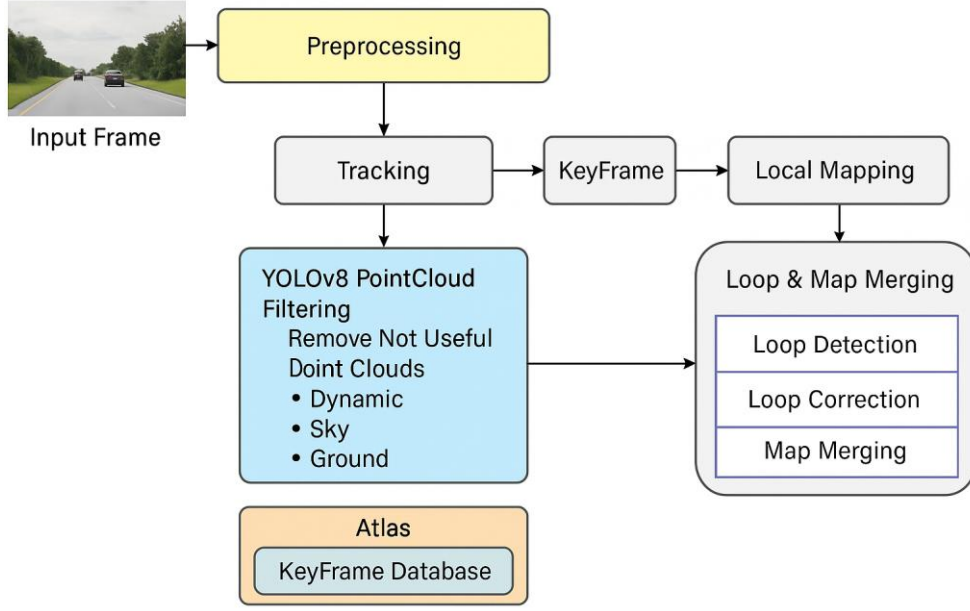 Input Frame
Preprocessing
Tracking
KeyFrame
Local Mapping
YOLOv8 PointCloud
Filtering
Remove Not Useful
Doint Clouds
• Dynamic
• Sky
• Ground
Loop & Map Merging
Loop Detection
Loop Correction
Map Merging
Atlas
KeyFrame Database